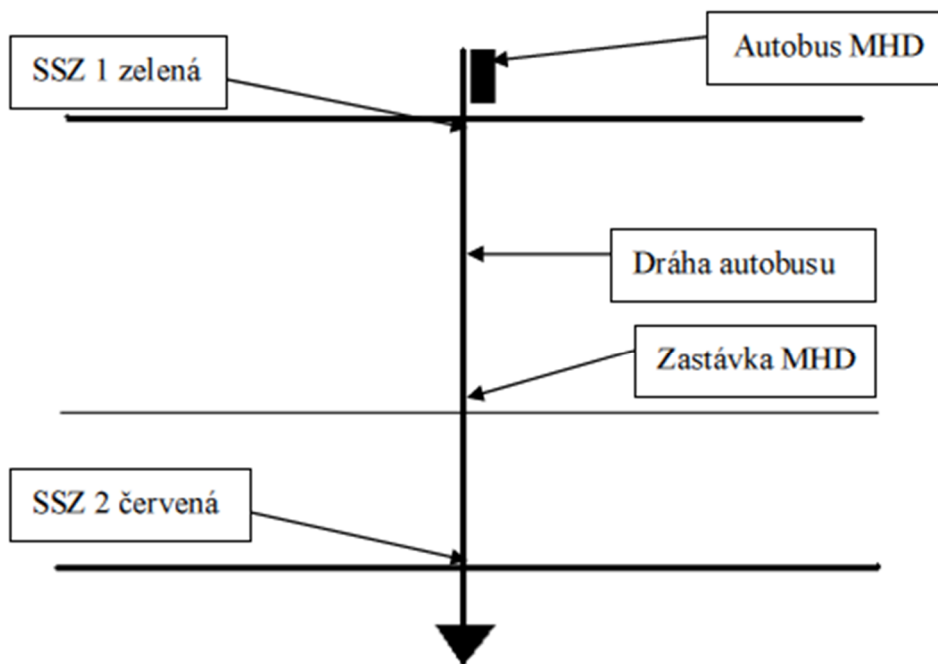 Autobus MHD
SSZ 1 zelená
Dráha autobusu
Zastávka MHD
SSZ 2 červená